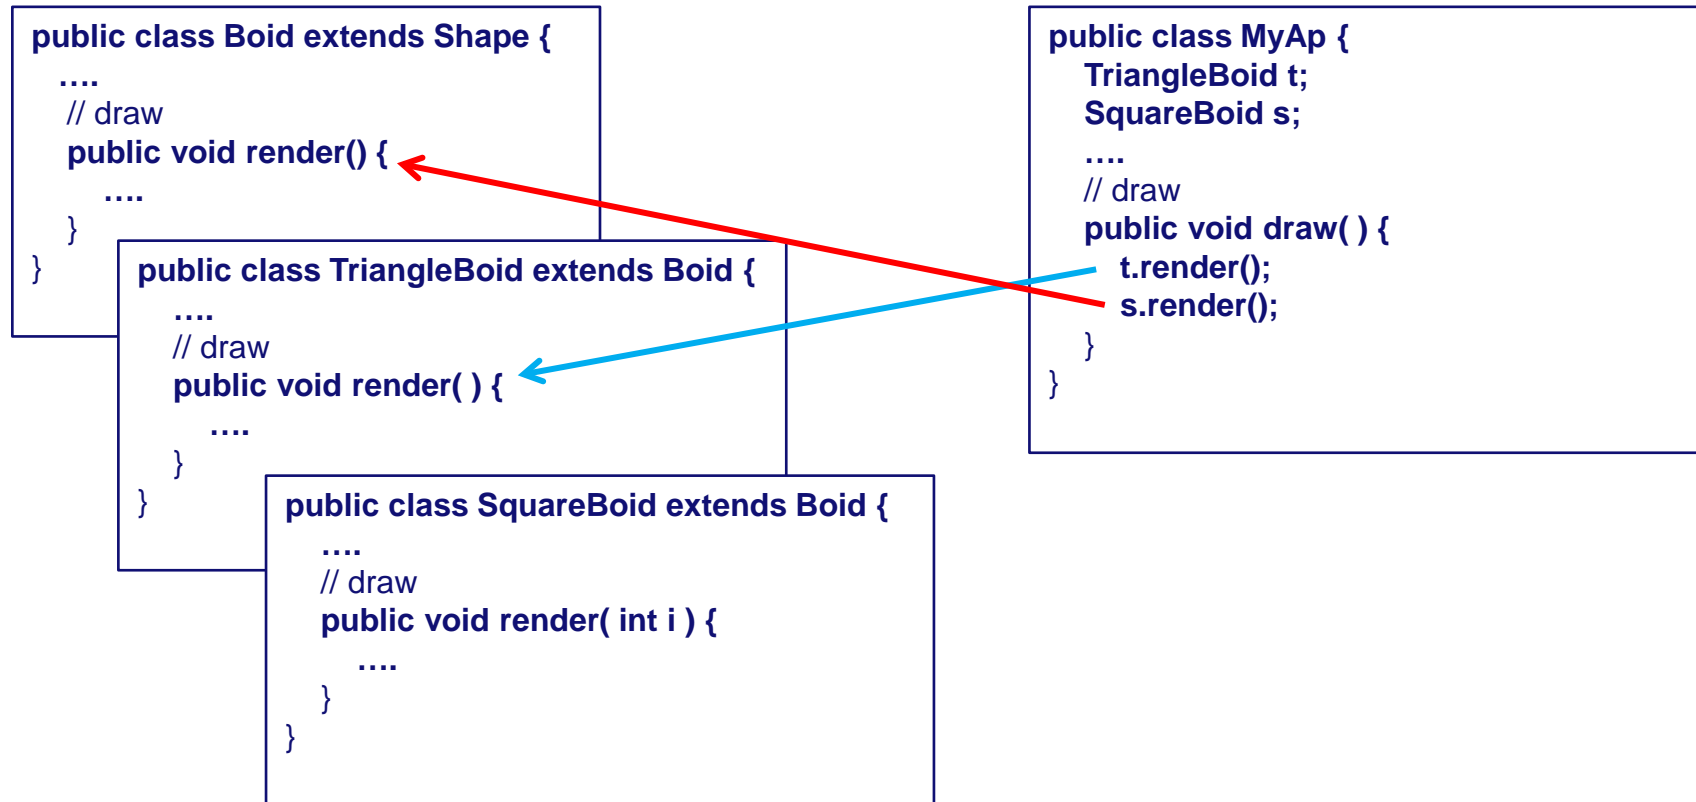 public class Boid extends Shape {
….
// draw
public void render() {
….
}
}
public class TriangleBoid extends Boid {
….
// draw
public void render( ) {
….
}
}
public class SquareBoid extends Boid {
….
// draw
public void render( int i ) {
….
}
}
public class MyAp {
TriangleBoid t;
SquareBoid s;
….
// draw
public void draw( ) {
t.render();
s.render();
}
}